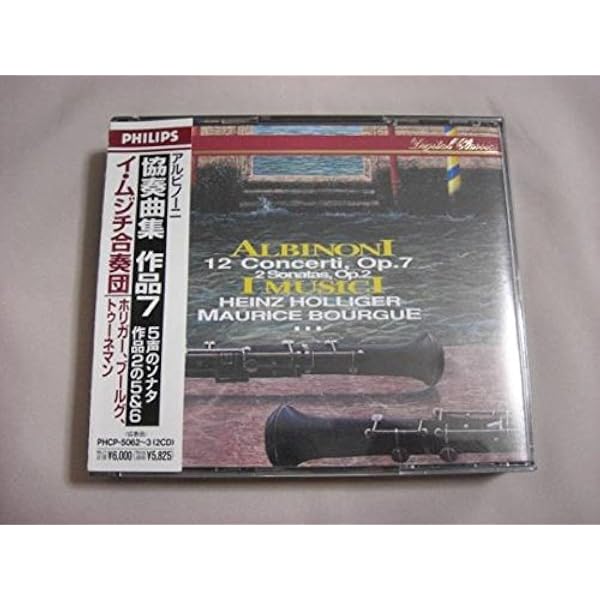 PHILIPS
アルビノーニ
協奏曲集 作品7
5声のソナタ
作品2の5&6
イ・ムジチ合奏団
ホリガー、ブールグ、
トゥーネマン
PHCP-5062~3(2CD)
¥6,000
¥5,825
Digital Classics
ALBINONI
12 Concerti, Op.7
2 Sonatas, Op.2
I MUSICI
HEINZ HOLLIGER
MAURICE BOURGUE